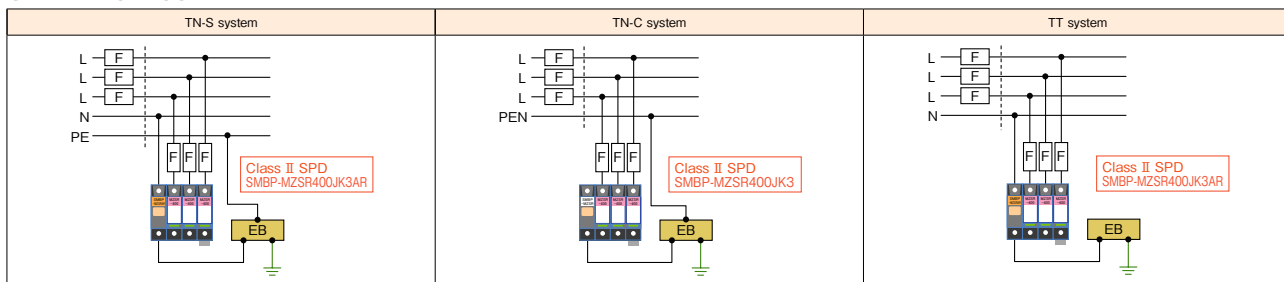 TN-S system
L F
L F
L F
N
PE
F F F
Class Ⅱ SPD
SMBP-MZSR400JK3AR
EB
TN-C system
L F
L F
L F
PEN
F F F
Class Ⅱ SPD
SMBP-MZSR400JK3
EB
TT system
L F
L F
L F
N
F F F
Class Ⅱ SPD
SMBP-MZSR400JK3AR
EB